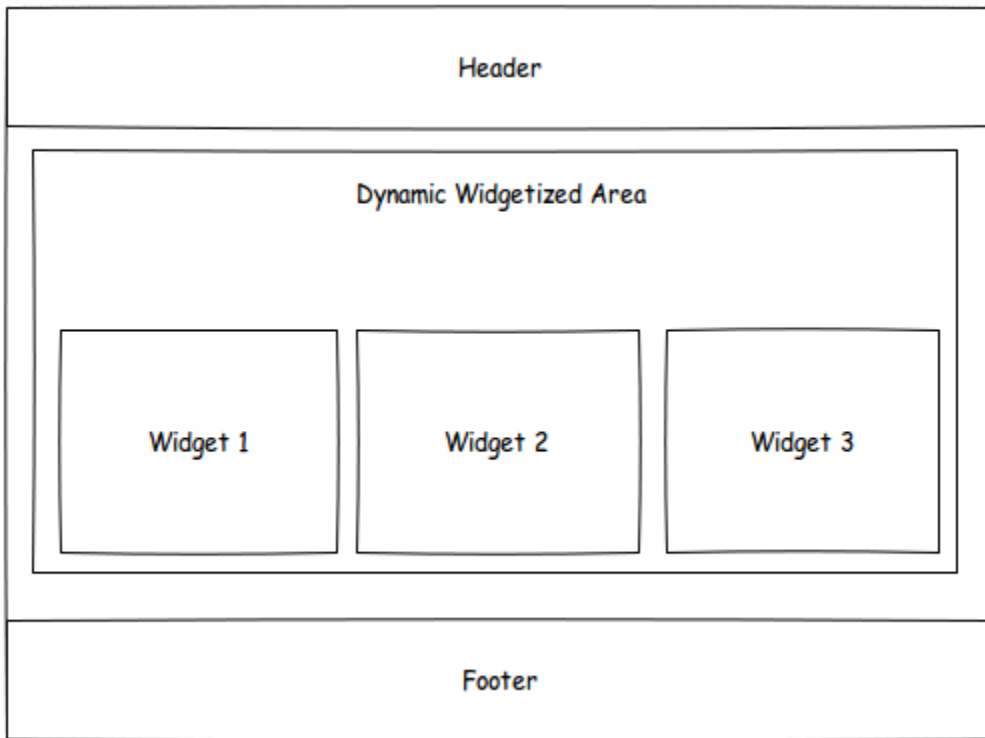 Header
Dynamic Widgetized Area
Widget 1
Widget 2
Widget 3
Footer